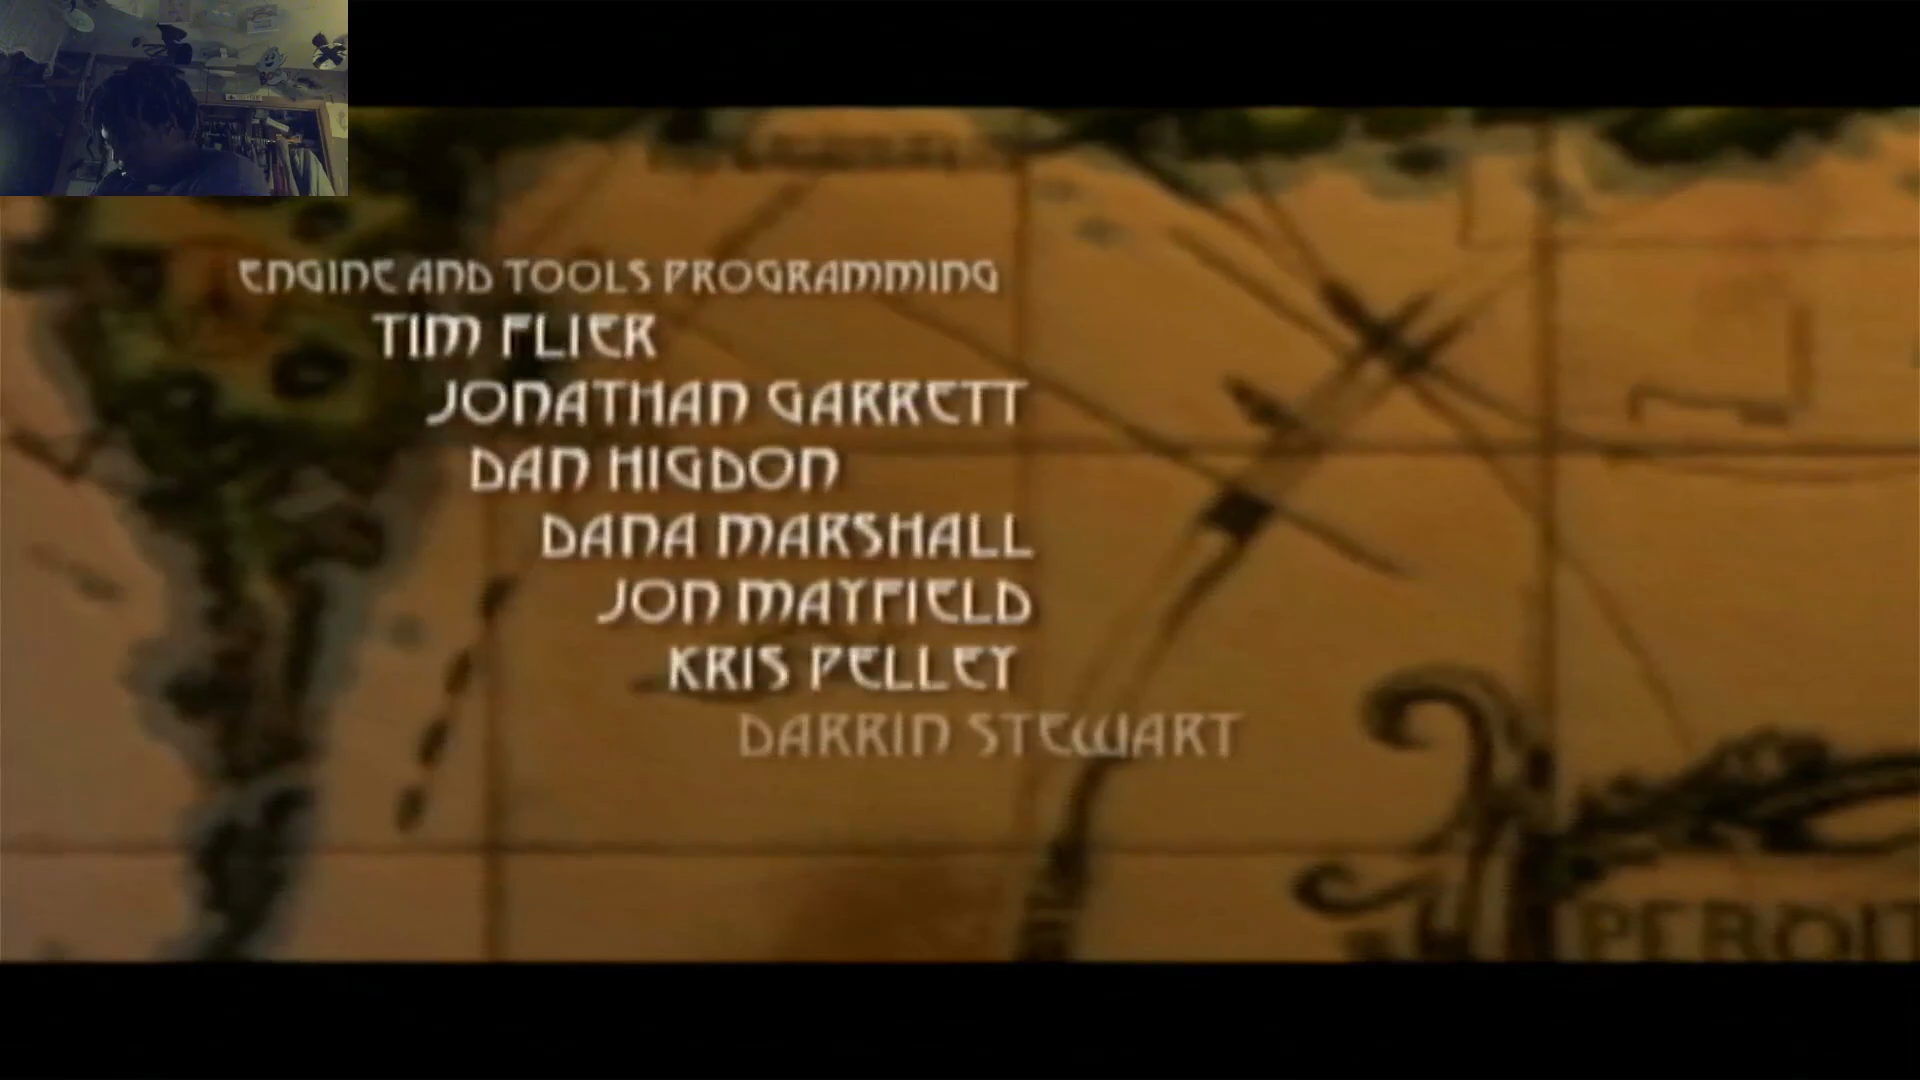 ENGINE AND TOOLS PROGRAMMING
TIM FLIER
JONATHAN GARRETT
DAN HIGDON
DANA MARSHALL
JON MAYFIELD
KRIS PELLEY
DARRIN STEWART